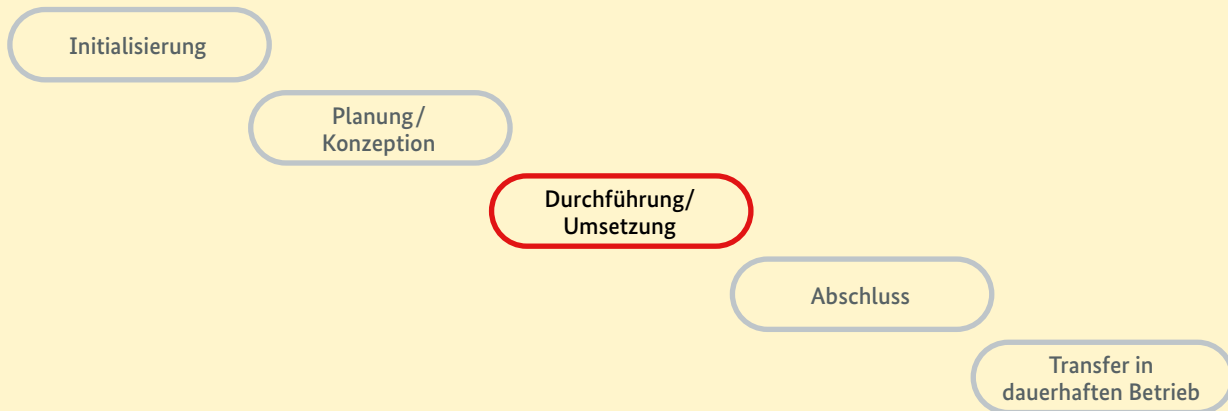 Initialisierung
Planung/
Konzeption
Durchführung/
Umsetzung
Abschluss
Transfer in
dauerhaften Betrieb